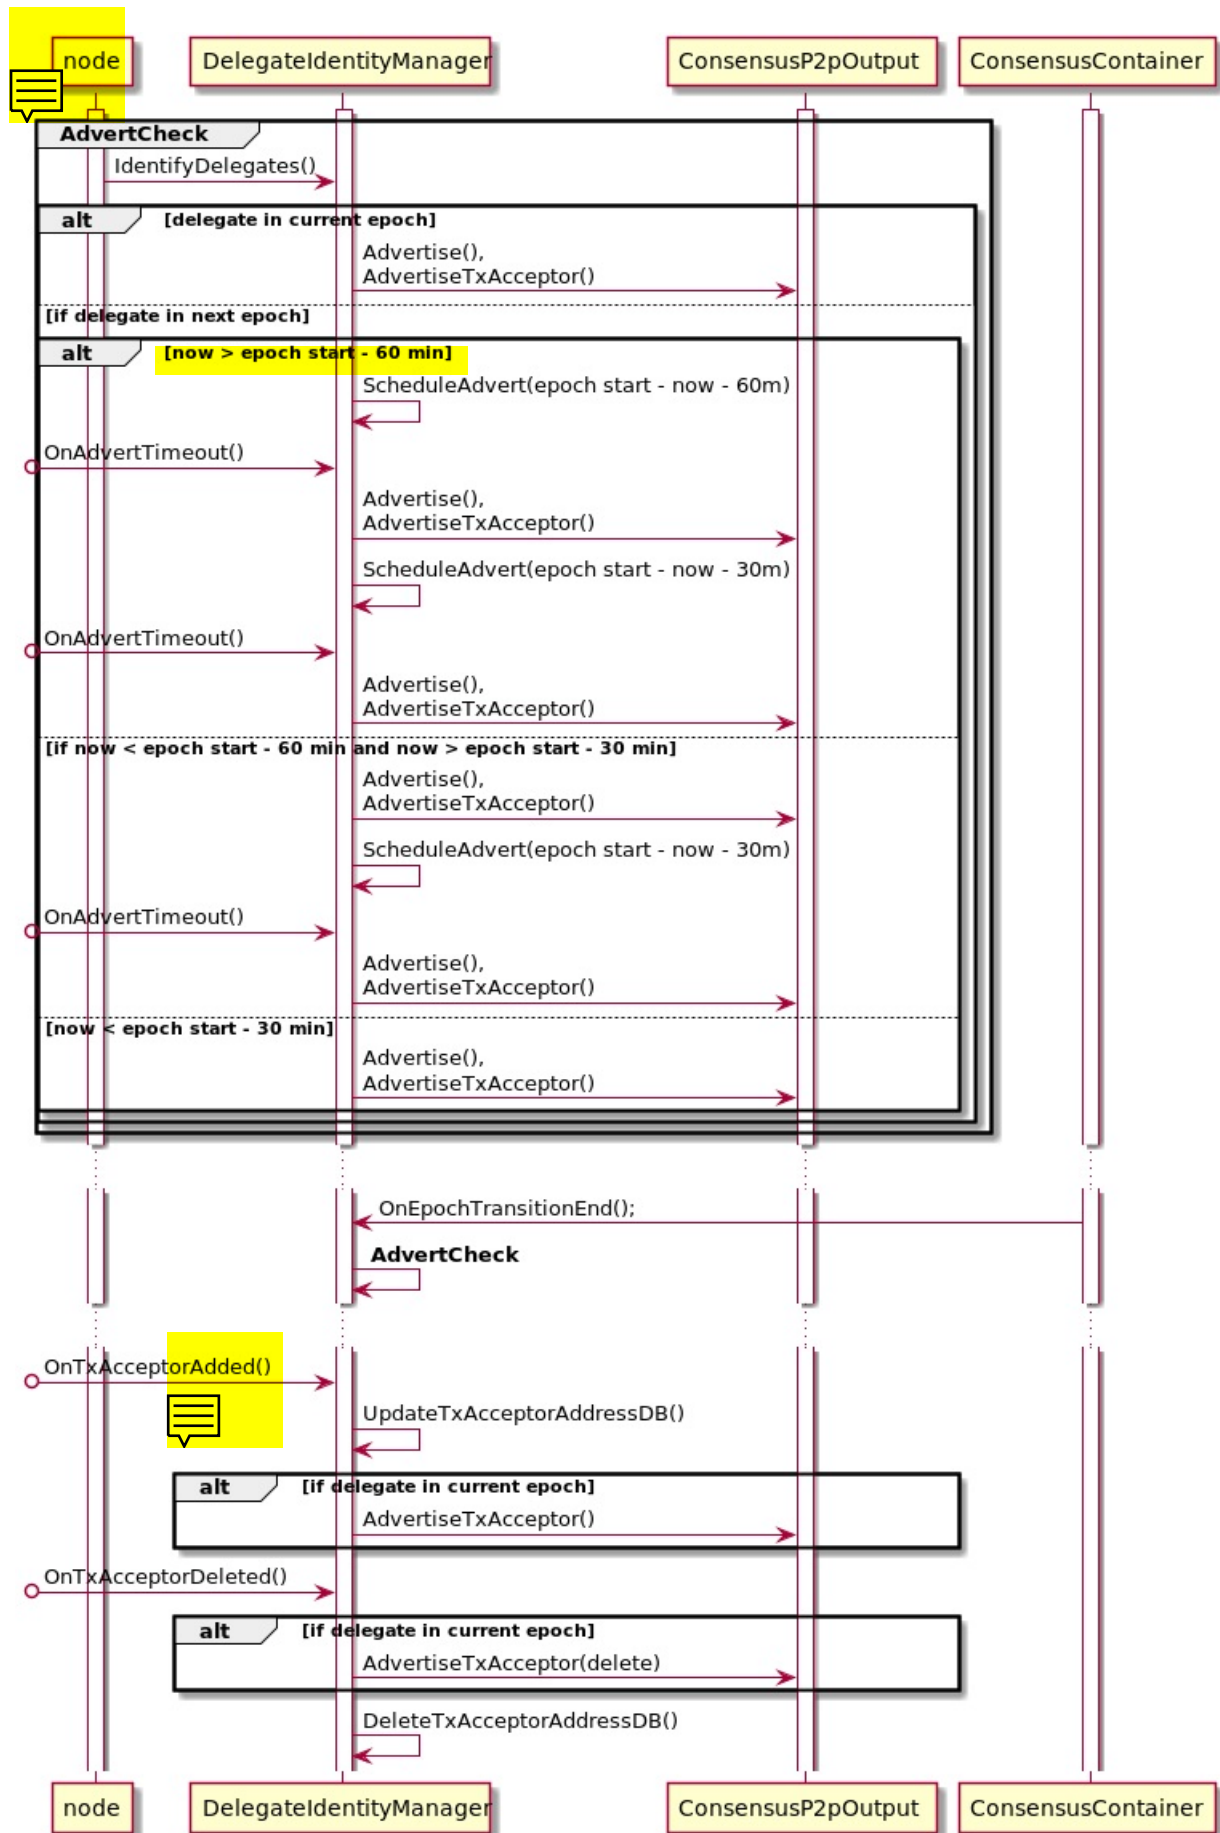 node DelegateIdentityManager ConsensusP2pOutput ConsensusContainer
AdvertCheck
IdentifyDelegates()
alt [delegate in current epoch]
Advertise(),
AdvertiseTxAcceptor()
[if delegate in next epoch]
alt [now > epoch start - 60 min]
ScheduleAdvert(epoch start - now - 60m)
OnAdvertTimeout()
Advertise(),
AdvertiseTxAcceptor()
ScheduleAdvert(epoch start - now - 30m)
OnAdvertTimeout()
Advertise(),
AdvertiseTxAcceptor()
[if now < epoch start - 60 min and now > epoch start - 30 min]
Advertise(),
AdvertiseTxAcceptor()
ScheduleAdvert(epoch start - now - 30m)
OnAdvertTimeout()
Advertise(),
AdvertiseTxAcceptor()
[now < epoch start - 30 min]
Advertise(),
AdvertiseTxAcceptor()
OnEpochTransitionEnd();
AdvertCheck
OnTxAcceptorAdded()
UpdateTxAcceptorAddressDB()
alt [if delegate in current epoch]
AdvertiseTxAcceptor()
OnTxAcceptorDeleted()
alt [if delegate in current epoch]
AdvertiseTxAcceptor(delete)
DeleteTxAcceptorAddressDB()
node DelegateIdentityManager ConsensusP2pOutput ConsensusContainer